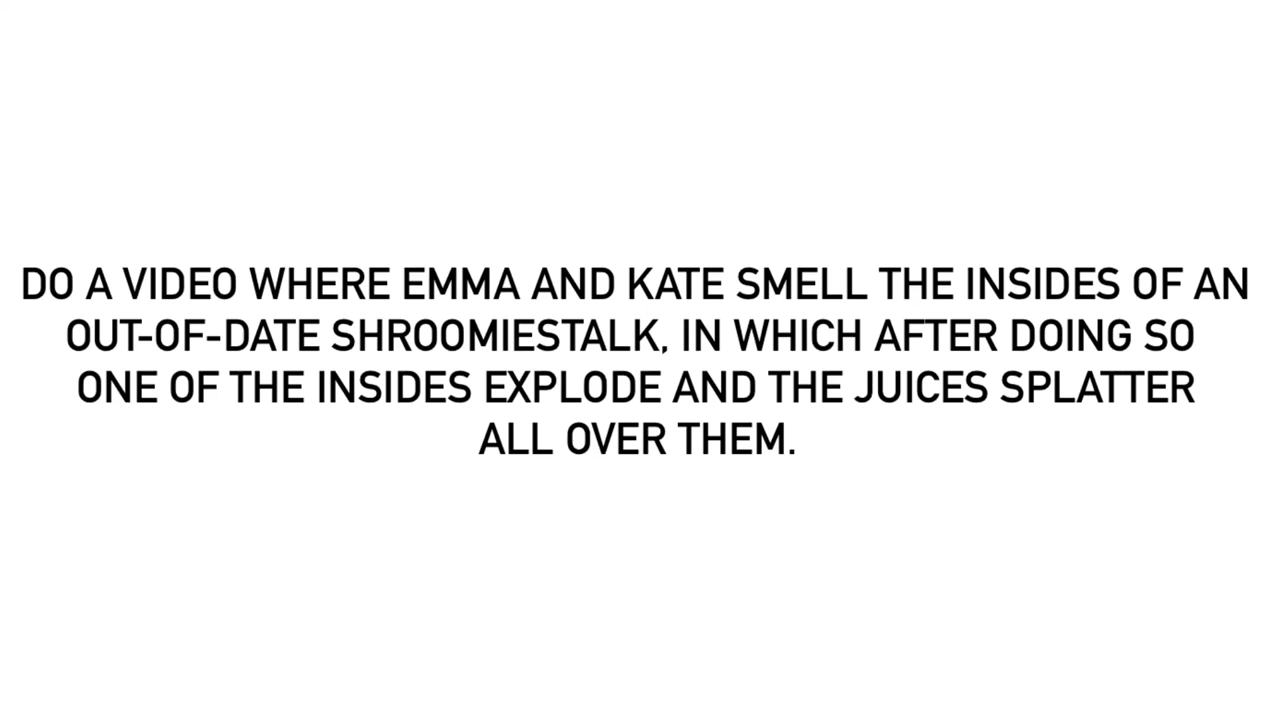 DO A VIDEO WHERE EMMA AND KATE SMELL THE INSIDES OF AN
OUT-OF-DATE SHROOMIESTALK, IN WHICH AFTER DOING SO
ONE OF THE INSIDES EXPLODE AND THE JUICES SPLATTER
ALL OVER THEM.